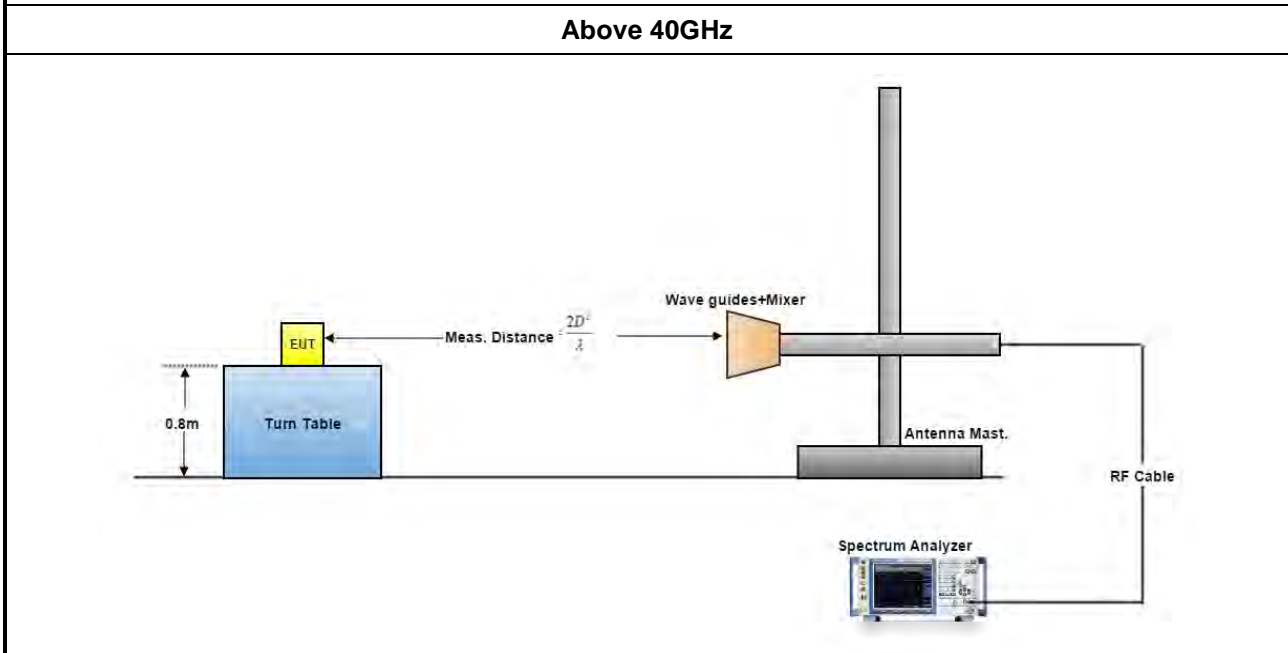 Above 40GHz
Wave guides+Mixer
EUT
Meas. Distance : 2D²/λ
0.8m
Turn Table
Antenna Mast.
RF Cable
Spectrum Analyzer